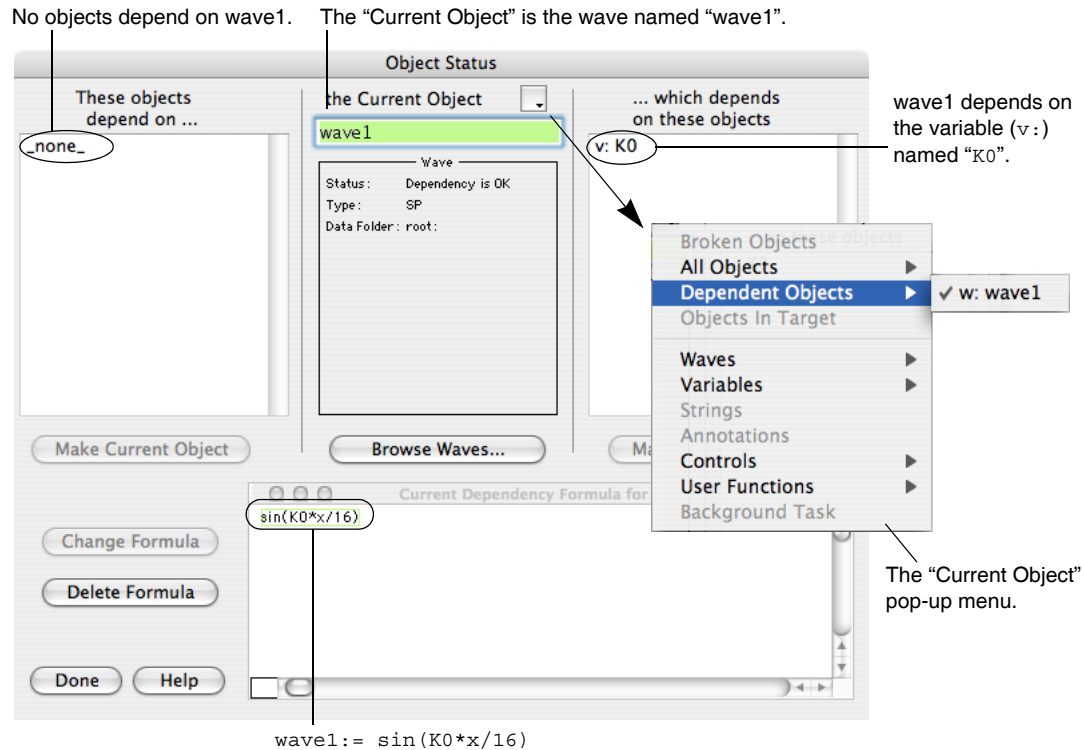 No objects depend on wave1.
The “Current Object” is the wave named “wave1”.
Object Status
These objects
depend on ...
the Current Object
... which depends
on these objects
_none_
wave1
v: K0
wave1 depends on
the variable (v:)
named “K0”.
Wave
Status: Dependency is OK
Type: SP
Data Folder: root:
Broken Objects
All Objects
Dependent Objects
✓ w: wave1
Objects In Target
Waves
Variables
Strings
Annotations
Controls
User Functions
Background Task
Make Current Object
Browse Waves...
Current Dependency Formula for
sin(K0*x/16)
Change Formula
Delete Formula
The “Current Object”
pop-up menu.
Done
Help
wave1:= sin(K0*x/16)